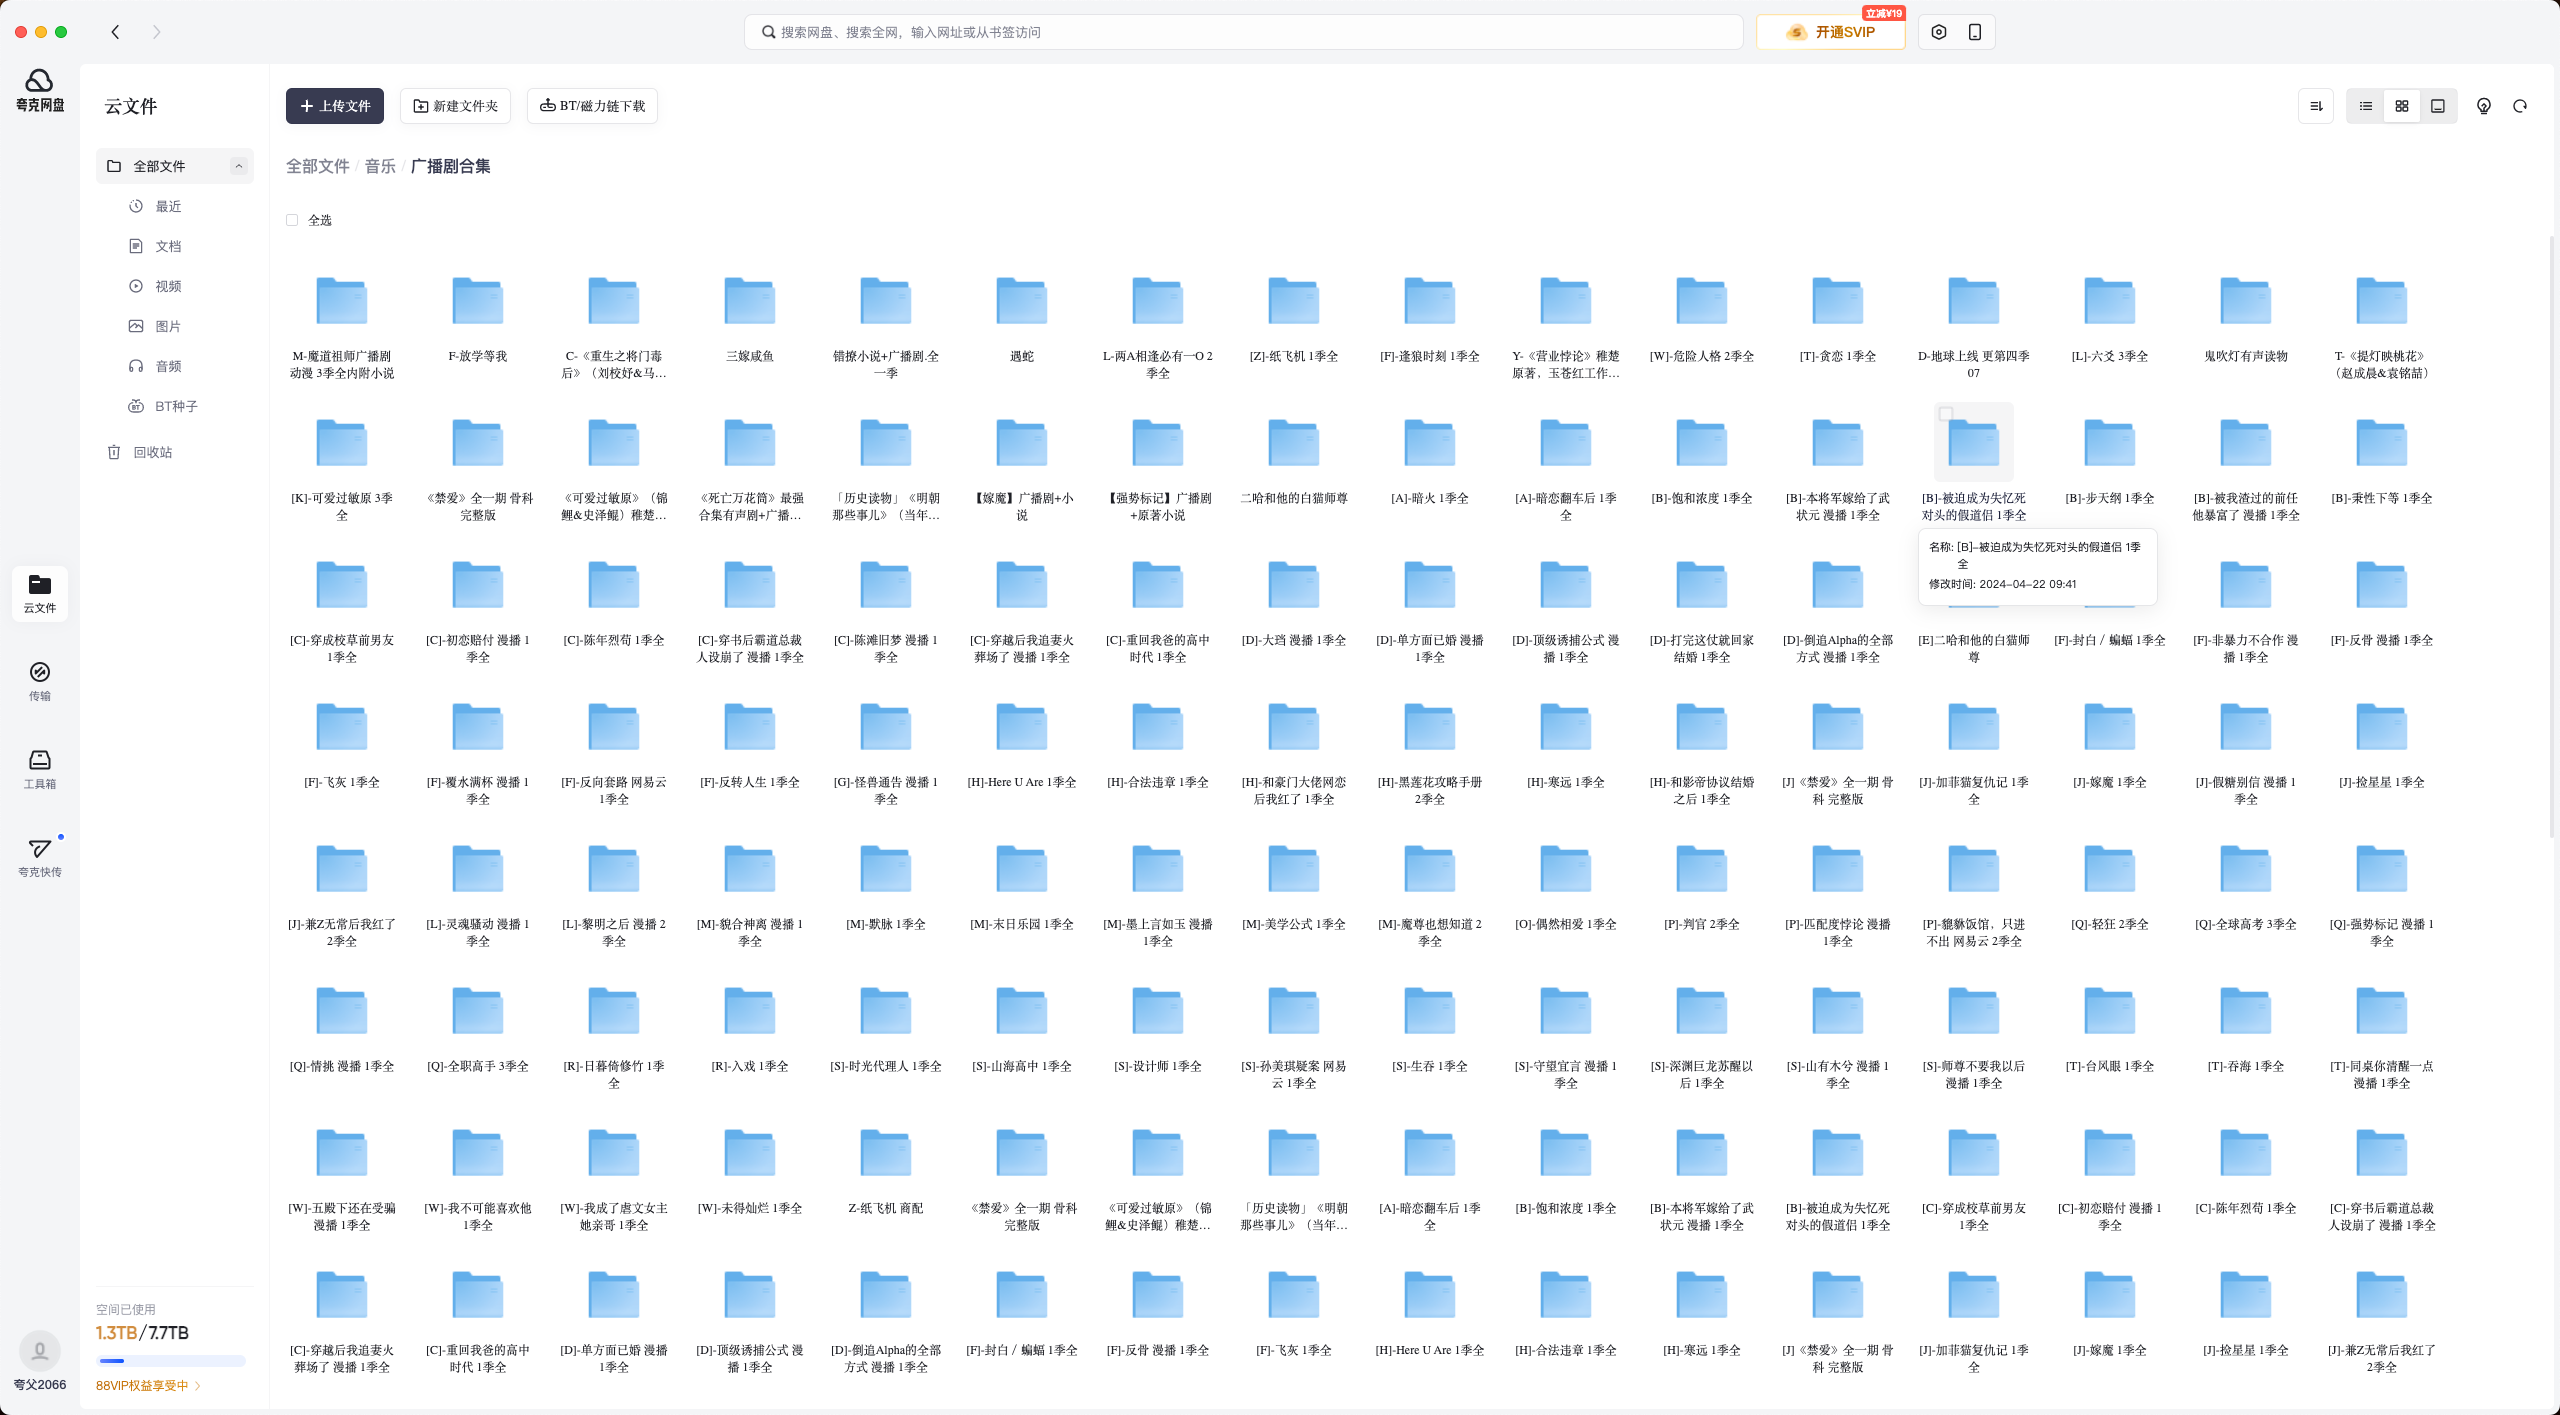 搜索网盘、搜索全网，输入网址或从书签访问
立减¥19
开通SVIP
夸克网盘
云文件
传输
工具箱
夸克快传
夸父2066
云文件
全部文件
最近
文档
视频
图片
音频
BT种子
回收站
空间已使用
1.3TB/7.7TB
88VIP权益享受中
上传文件
新建文件夹
BT/磁力链下载
全部文件 / 音乐 / 广播剧合集
全选
M-魔道祖师广播剧
动漫 3季全内附小说
F-放学等我
C-《重生之将门毒
后》（刘校妤&马...
三嫁咸鱼
错撩小说+广播剧.全
一季
遇蛇
L-两A相逢必有一O 2
季全
[Z]-纸飞机 1季全
[F]-逢狼时刻 1季全
Y-《营业悖论》稚楚
原著，玉苍红工作...
[W]-危险人格 2季全
[T]-贪恋 1季全
D-地球上线 更第四季
07
[L]-六爻 3季全
鬼吹灯有声读物
T-《提灯映桃花》
（赵成晨&袁铭喆）
[K]-可爱过敏原 3季
全
《禁爱》全一期 骨科
完整版
《可爱过敏原》（锦
鲤&史泽鲲）稚楚...
《死亡万花筒》最强
合集有声剧+广播...
「历史读物」《明朝
那些事儿》（当年...
【嫁魔】广播剧+小
说
【强势标记】广播剧
+原著小说
二哈和他的白猫师尊
[A]-暗火 1季全
[A]-暗恋翻车后 1季
全
[B]-饱和浓度 1季全
[B]-本将军嫁给了武
状元 漫播 1季全
[B]-被迫成为失忆死
对头的假道侣 1季全
[B]-步天纲 1季全
[B]-被我渣过的前任
他暴富了 漫播 1季全
[B]-秉性下等 1季全
名称: [B]-被迫成为失忆死对头的假道侣 1季
全
修改时间: 2024-04-22 09:41
[C]-穿成校草前男友
1季全
[C]-初恋赔付 漫播 1
季全
[C]-陈年烈苟 1季全
[C]-穿书后霸道总裁
人设崩了 漫播 1季全
[C]-陈滩旧梦 漫播 1
季全
[C]-穿越后我追妻火
葬场了 漫播 1季全
[C]-重回我爸的高中
时代 1季全
[D]-大珰 漫播 1季全
[D]-单方面已婚 漫播
1季全
[D]-顶级诱捕公式 漫
播 1季全
[D]-打完这仗就回家
结婚 1季全
[D]-倒追Alpha的全部
方式 漫播 1季全
[E]二哈和他的白猫师
尊
[F]-封白 / 蝙蝠 1季全
[F]-非暴力不合作 漫
播 1季全
[F]-反骨 漫播 1季全
[F]-飞灰 1季全
[F]-覆水满杯 漫播 1
季全
[F]-反向套路 网易云
1季全
[F]-反转人生 1季全
[G]-怪兽通告 漫播 1
季全
[H]-Here U Are 1季全
[H]-合法违章 1季全
[H]-和豪门大佬网恋
后我红了 1季全
[H]-黑莲花攻略手册
2季全
[H]-寒远 1季全
[H]-和影帝协议结婚
之后 1季全
[J]《禁爱》全一期 骨
科 完整版
[J]-加菲猫复仇记 1季
全
[J]-嫁魔 1季全
[J]-假糖别信 漫播 1
季全
[J]-捡星星 1季全
[J]-兼Z无常后我红了
2季全
[L]-灵魂骚动 漫播 1
季全
[L]-黎明之后 漫播 2
季全
[M]-貌合神离 漫播 1
季全
[M]-默脉 1季全
[M]-末日乐园 1季全
[M]-墨上言如玉 漫播
1季全
[M]-美学公式 1季全
[M]-魔尊也想知道 2
季全
[O]-偶然相爱 1季全
[P]-判官 2季全
[P]-匹配度悖论 漫播
1季全
[P]-貔貅饭馆，只进
不出 网易云 2季全
[Q]-轻狂 2季全
[Q]-全球高考 3季全
[Q]-强势标记 漫播 1
季全
[Q]-情挑 漫播 1季全
[Q]-全职高手 3季全
[R]-日暮倚修竹 1季
全
[R]-入戏 1季全
[S]-时光代理人 1季全
[S]-山海高中 1季全
[S]-设计师 1季全
[S]-孙美琪疑案 网易
云 1季全
[S]-生吞 1季全
[S]-守望宜言 漫播 1
季全
[S]-深渊巨龙苏醒以
后 1季全
[S]-山有木兮 漫播 1
季全
[S]-师尊不要我以后
漫播 1季全
[T]-台风眼 1季全
[T]-吞海 1季全
[T]-同桌你清醒一点
漫播 1季全
[W]-五殿下还在受骗
漫播 1季全
[W]-我不可能喜欢他
1季全
[W]-我成了虐文女主
她亲哥 1季全
[W]-未得灿烂 1季全
Z-纸飞机 商配
《禁爱》全一期 骨科
完整版
《可爱过敏原》（锦
鲤&史泽鲲）稚楚...
「历史读物」《明朝
那些事儿》（当年...
[A]-暗恋翻车后 1季
全
[B]-饱和浓度 1季全
[B]-本将军嫁给了武
状元 漫播 1季全
[B]-被迫成为失忆死
对头的假道侣 1季全
[C]-穿成校草前男友
1季全
[C]-初恋赔付 漫播 1
季全
[C]-陈年烈苟 1季全
[C]-穿书后霸道总裁
人设崩了 漫播 1季全
[C]-穿越后我追妻火
葬场了 漫播 1季全
[C]-重回我爸的高中
时代 1季全
[D]-单方面已婚 漫播
1季全
[D]-顶级诱捕公式 漫
播 1季全
[D]-倒追Alpha的全部
方式 漫播 1季全
[F]-封白 / 蝙蝠 1季全
[F]-反骨 漫播 1季全
[F]-飞灰 1季全
[H]-Here U Are 1季全
[H]-合法违章 1季全
[H]-寒远 1季全
[J]《禁爱》全一期 骨
科 完整版
[J]-加菲猫复仇记 1季
全
[J]-嫁魔 1季全
[J]-捡星星 1季全
[J]-兼Z无常后我红了
2季全